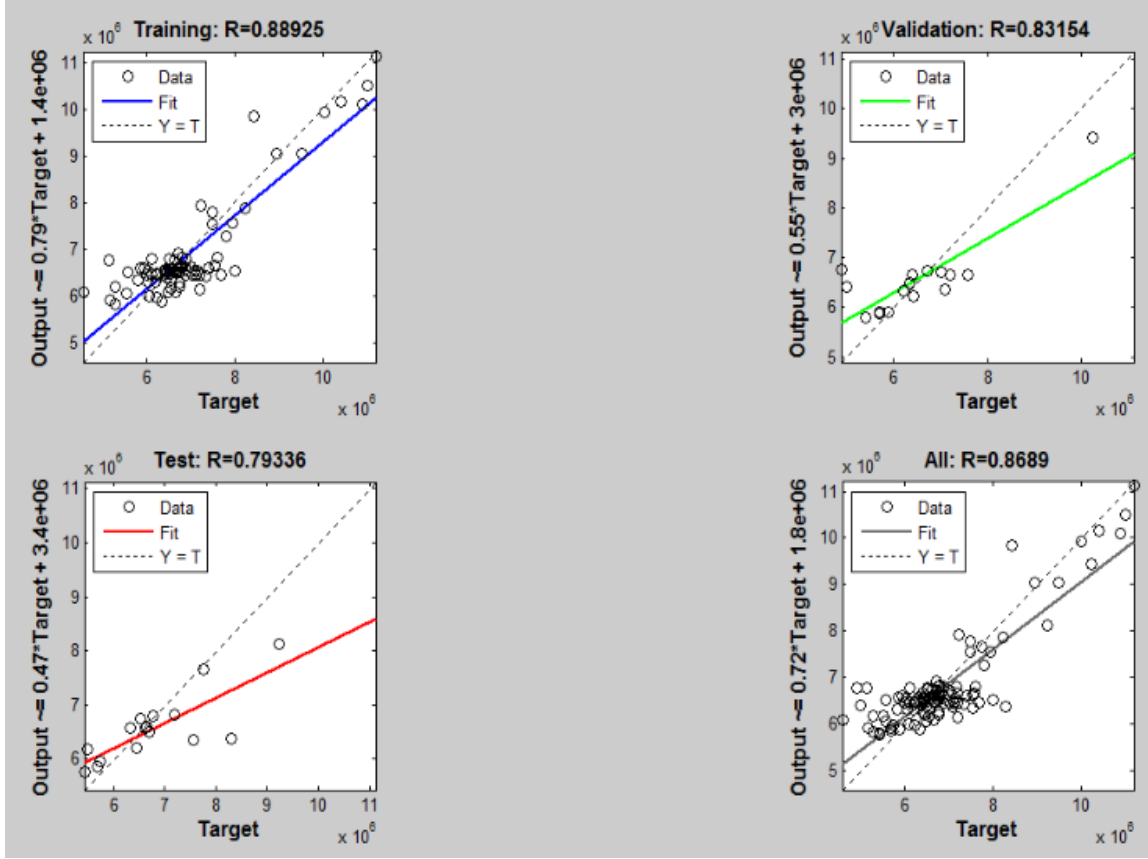 Training: R=0.88925
x 10^6
Output ~= 0.79*Target + 1.4e+06
11
10
9
8
7
6
5
Data
Fit
Y = T
6 8 10
Target
x 10^6
Validation: R=0.83154
x 10^6
Output ~= 0.55*Target + 3e+06
11
10
9
8
7
6
5
Data
Fit
Y = T
6 8 10
Target
x 10^6
Test: R=0.79336
x 10^6
Output ~= 0.47*Target + 3.4e+06
11
10
9
8
7
6
Data
Fit
Y = T
6 7 8 9 10 11
Target
x 10^6
All: R=0.8689
x 10^6
Output ~= 0.72*Target + 1.8e+06
11
10
9
8
7
6
5
Data
Fit
Y = T
6 8 10
Target
x 10^6